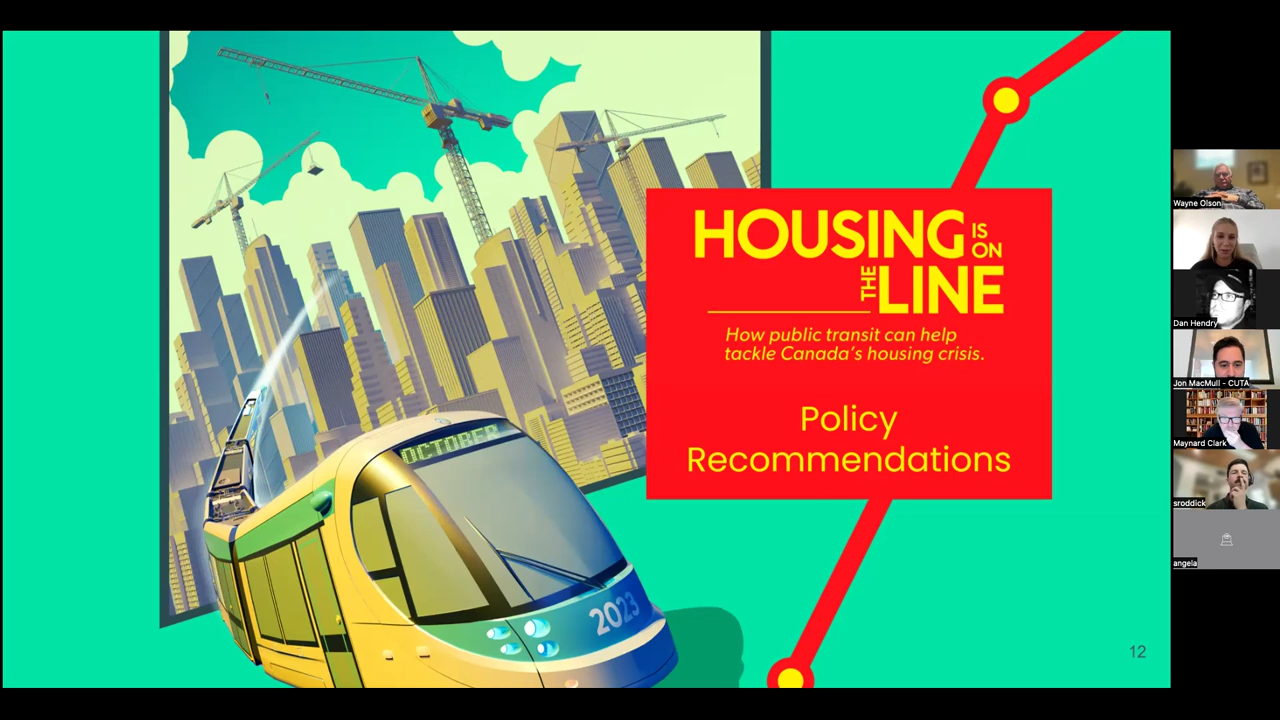 HOUSING IS ON
THE LINE
How public transit can help
tackle Canada's housing crisis.
Policy
Recommendations
OCTOBER
2023
12
Wayne Olson
Dan Hendry
Jon MacMull - CUTA
Maynard Clark
sroddick
angela